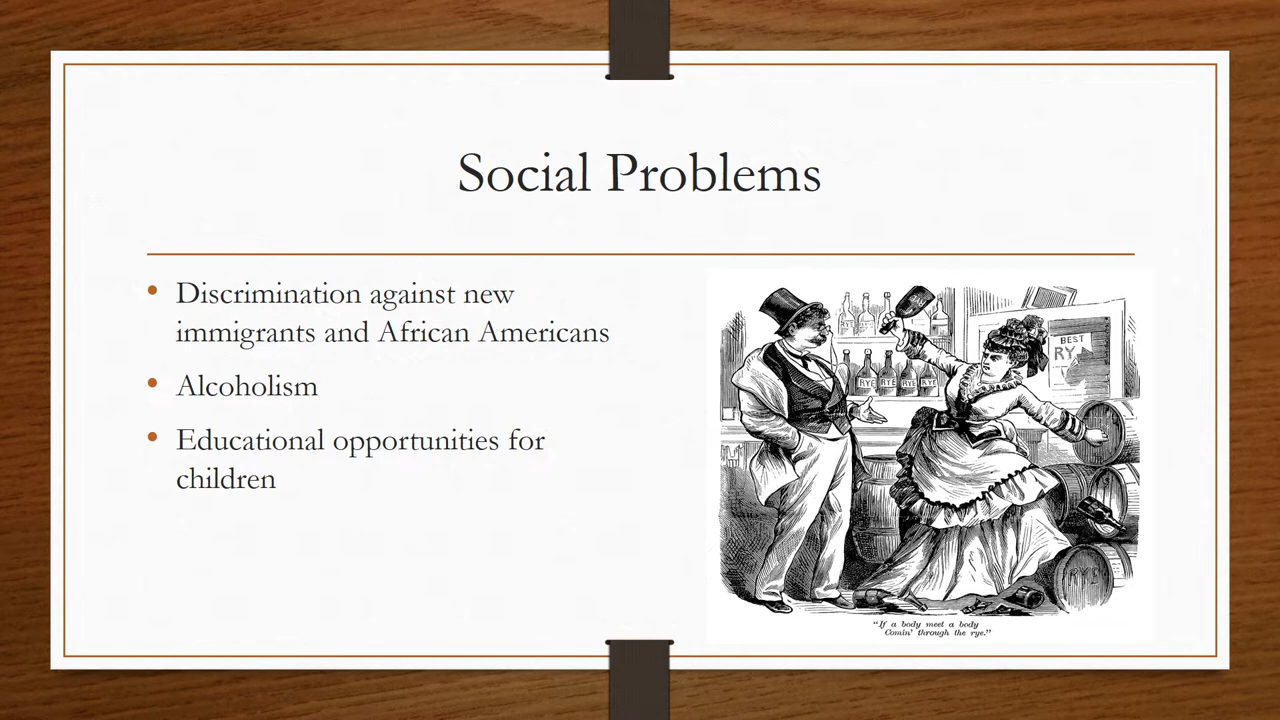 Social Problems
• Discrimination against new
immigrants and African Americans
• Alcoholism
• Educational opportunities for
children
BEST
RY
RYE RYE RYE RYE
RYE
"If a body meet a body
Comin' through the rye."